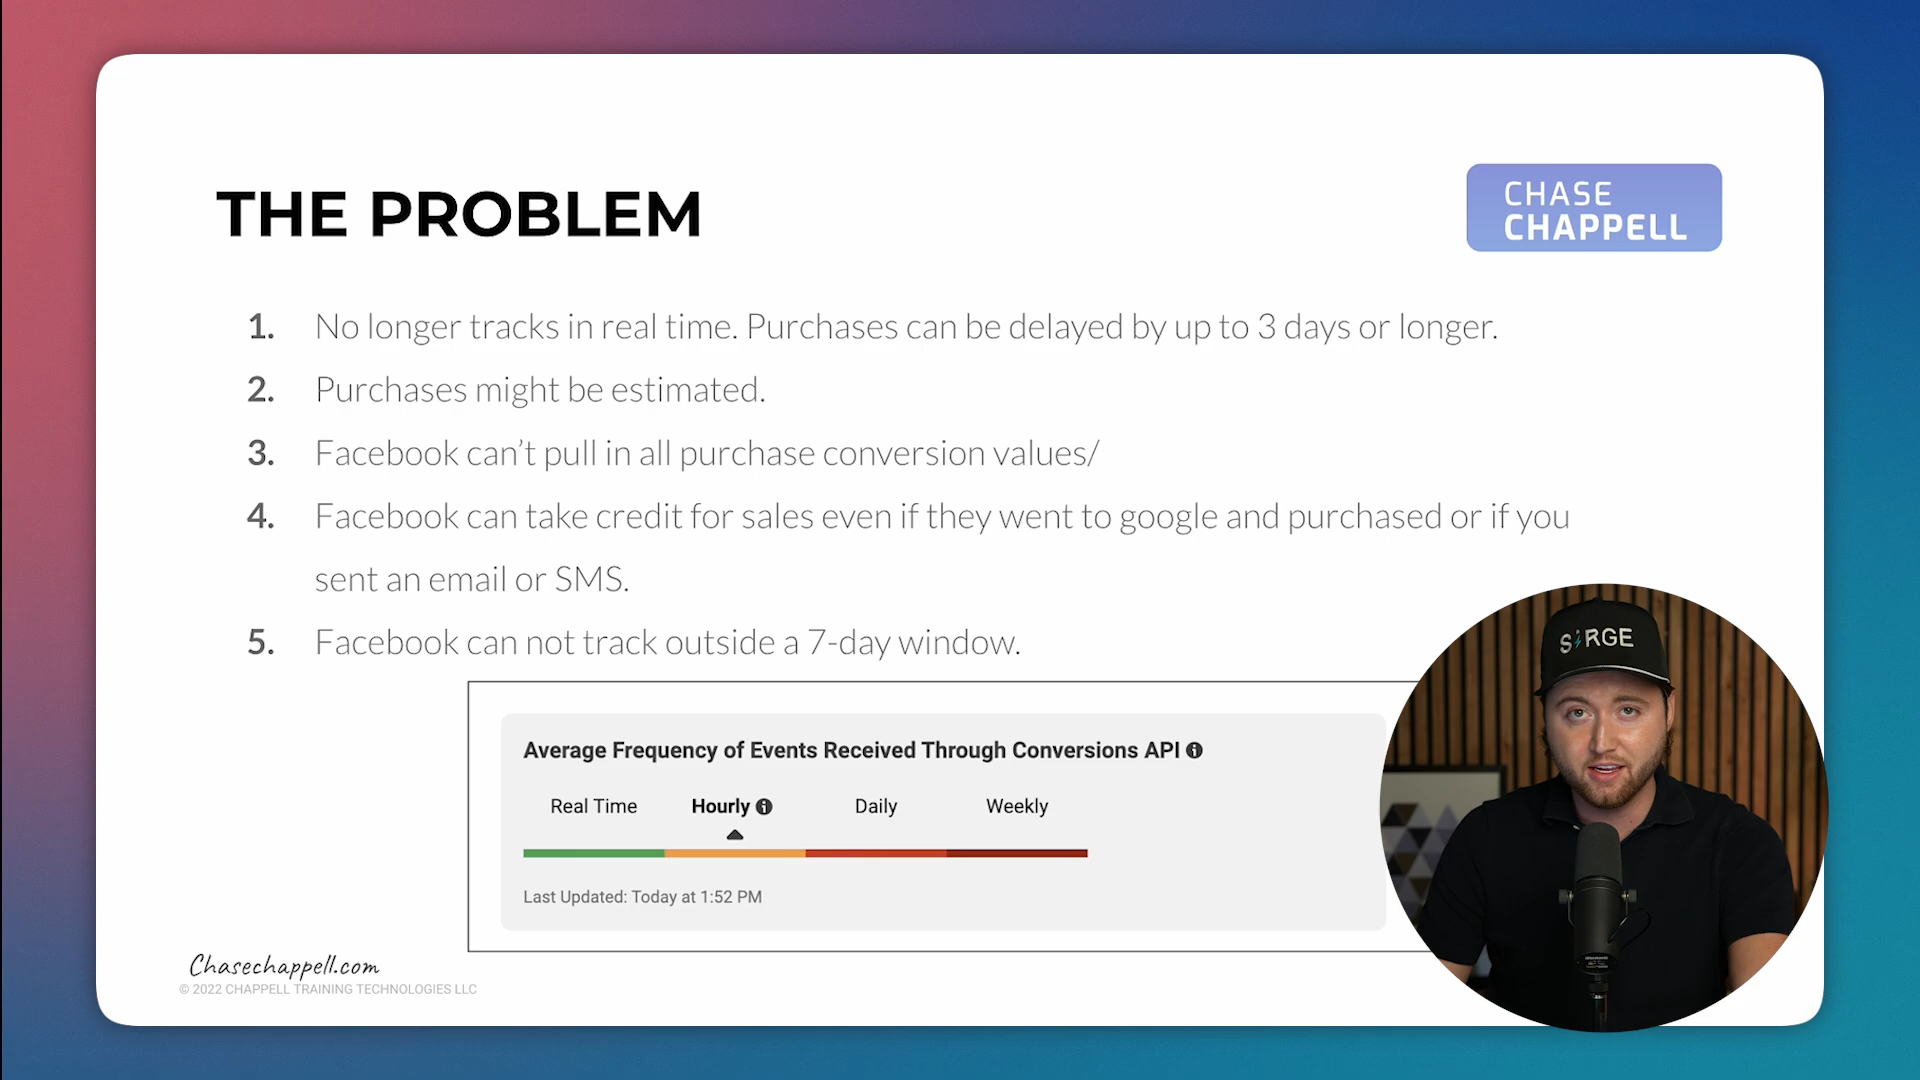 THE PROBLEM
CHASE
CHAPPELL
1. No longer tracks in real time. Purchases can be delayed by up to 3 days or longer.
2. Purchases might be estimated.
3. Facebook can’t pull in all purchase conversion values/
4. Facebook can take credit for sales even if they went to google and purchased or if you
sent an email or SMS.
5. Facebook can not track outside a 7-day window.
SIRGE
Average Frequency of Events Received Through Conversions API
Real Time Hourly Daily Weekly
Last Updated: Today at 1:52 PM
Chasechappell.com
© 2022 CHAPPELL TRAINING TECHNOLOGIES LLC